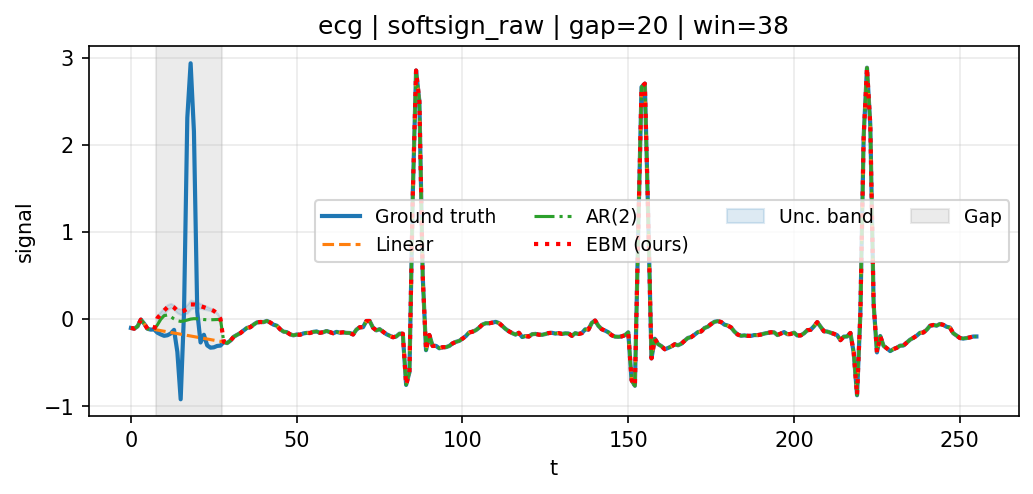 ecg | softsign_raw | gap=20 | win=38
3
2
1
0
−1
signal
Ground truth
Linear
AR(2)
EBM (ours)
Unc. band
Gap
0
50
100
150
200
250
t